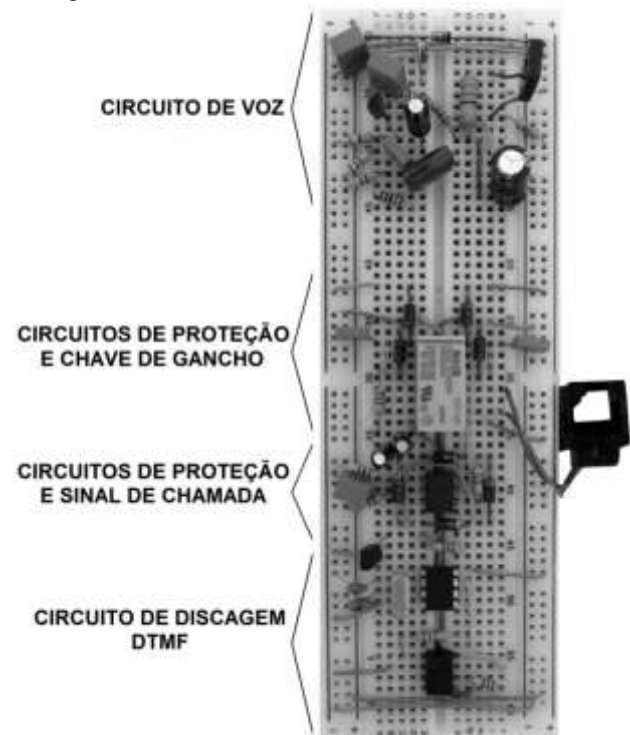 CIRCUITO DE VOZ
CIRCUITOS DE PROTEÇÃO
E CHAVE DE GANCHO
CIRCUITOS DE PROTEÇÃO
E SINAL DE CHAMADA
CIRCUITO DE DISCAGEM
DTMF